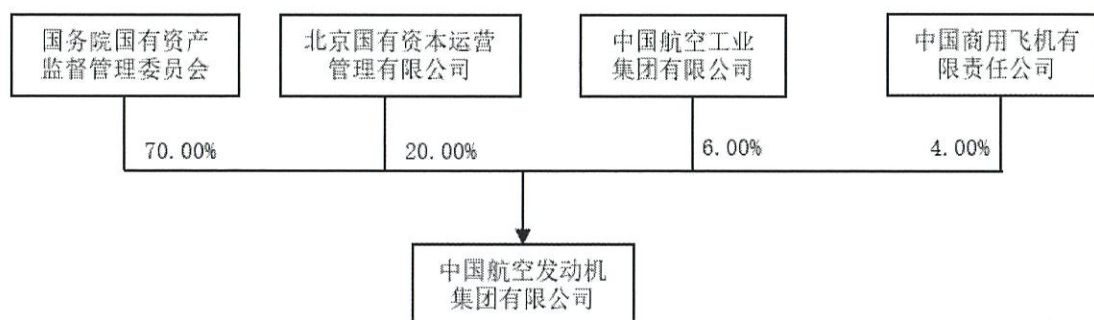 国务院国有资产
监督管理委员会
北京国有资本运营
管理有限公司
中国航空工业
集团有限公司
中国商用飞机有
限责任公司
70.00%
20.00%
6.00%
4.00%
中国航空发动机
集团有限公司